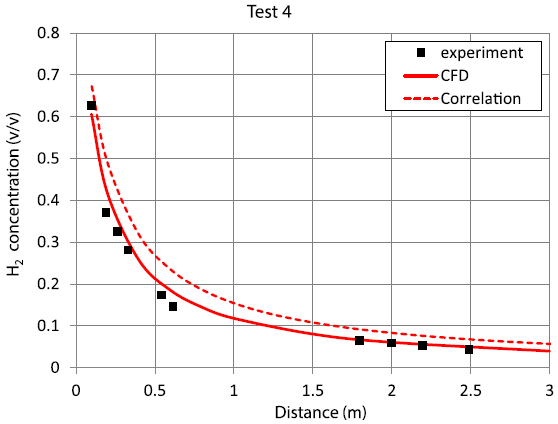 Test 4
H₂ concentration (v/v)
0.8
0.7
0.6
0.5
0.4
0.3
0.2
0.1
0
experiment
CFD
Correlation
0 0.5 1 1.5 2 2.5 3
Distance (m)